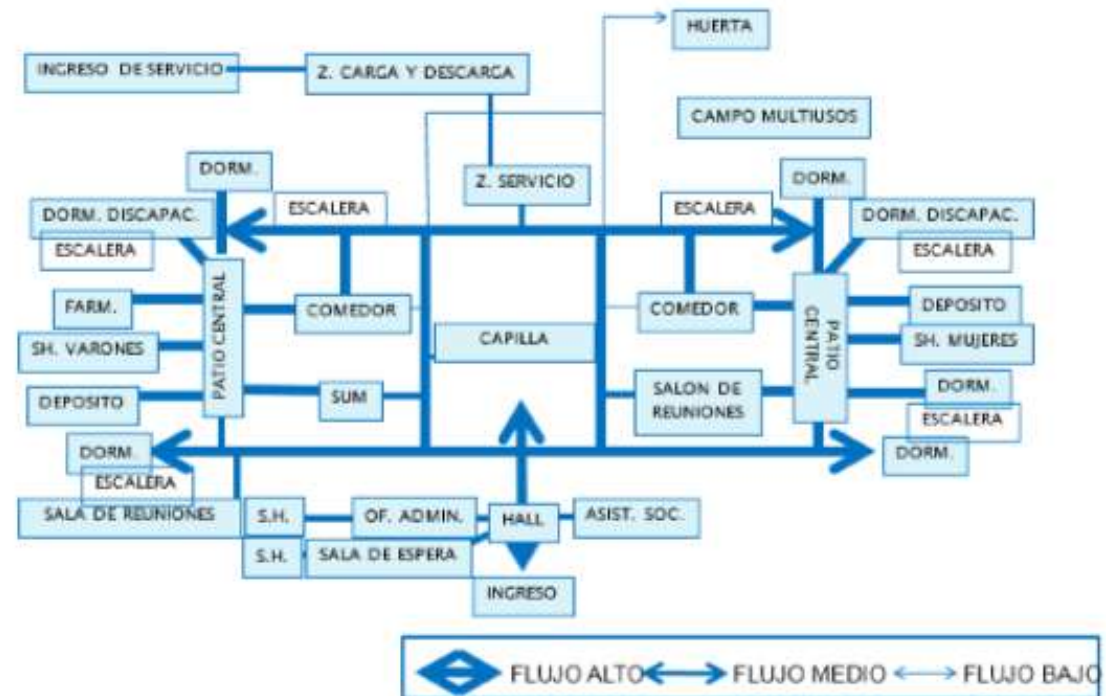 HUERTA
INGRESO DE SERVICIO
Z. CARGA Y DESCARGA
CAMPO MULTIUSOS
DORM.
Z. SERVICIO
DORM.
DORM. DISCAPAC.
ESCALERA
ESCALERA
DORM. DISCAPAC.
ESCALERA
ESCALERA
FARM.
PATIO CENTRAL
COMEDOR
COMEDOR
PATIO
CENTRAL
DEPOSITO
SH. VARONES
CAPILLA
SH. MUJERES
DEPOSITO
SUM
SALON DE
REUNIONES
DORM.
ESCALERA
DORM.
ESCALERA
DORM.
SALA DE REUNIONES
S.H.
OF. ADMIN.
HALL
ASIST. SOC.
S.H.
SALA DE ESPERA
INGRESO
FLUJO ALTO
FLUJO MEDIO
FLUJO BAJO